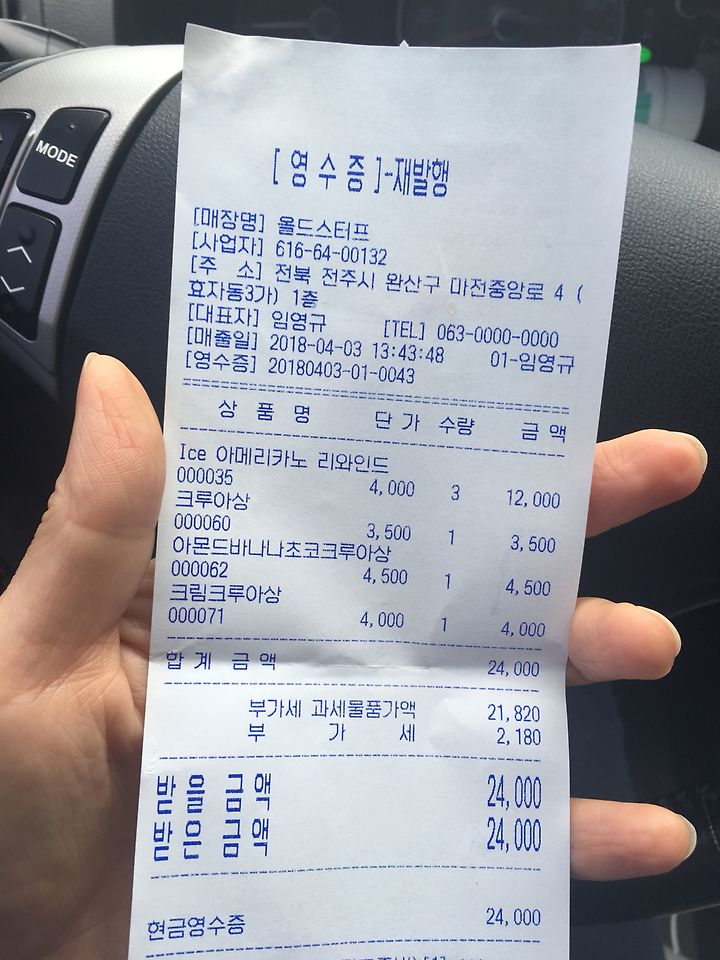 MODE
[ 영 수 증 ]-재발행
[매장명] 올드스터프
[사업자] 616-64-00132
[주 소] 전북 전주시 완산구 마전중앙로 4 (
효자동3가) 1층
[대표자] 임영규 [TEL] 063-0000-0000
[매출일] 2018-04-03 13:43:48 01-임영규
[영수증] 20180403-01-0043
상 품 명 단 가 수량 금 액
Ice 아메리카노 리와인드
000035 4,000 3 12,000
크루아상
000060 3,500 1 3,500
아몬드바나나초코크루아상
000062 4,500 1 4,500
크림크루아상
000071 4,000 1 4,000
합 계 금 액 24,000
부가세 과세물품가액 21,820
부 가 세 2,180
받 을 금 액 24,000
받 은 금 액 24,000
현금영수증 24,000